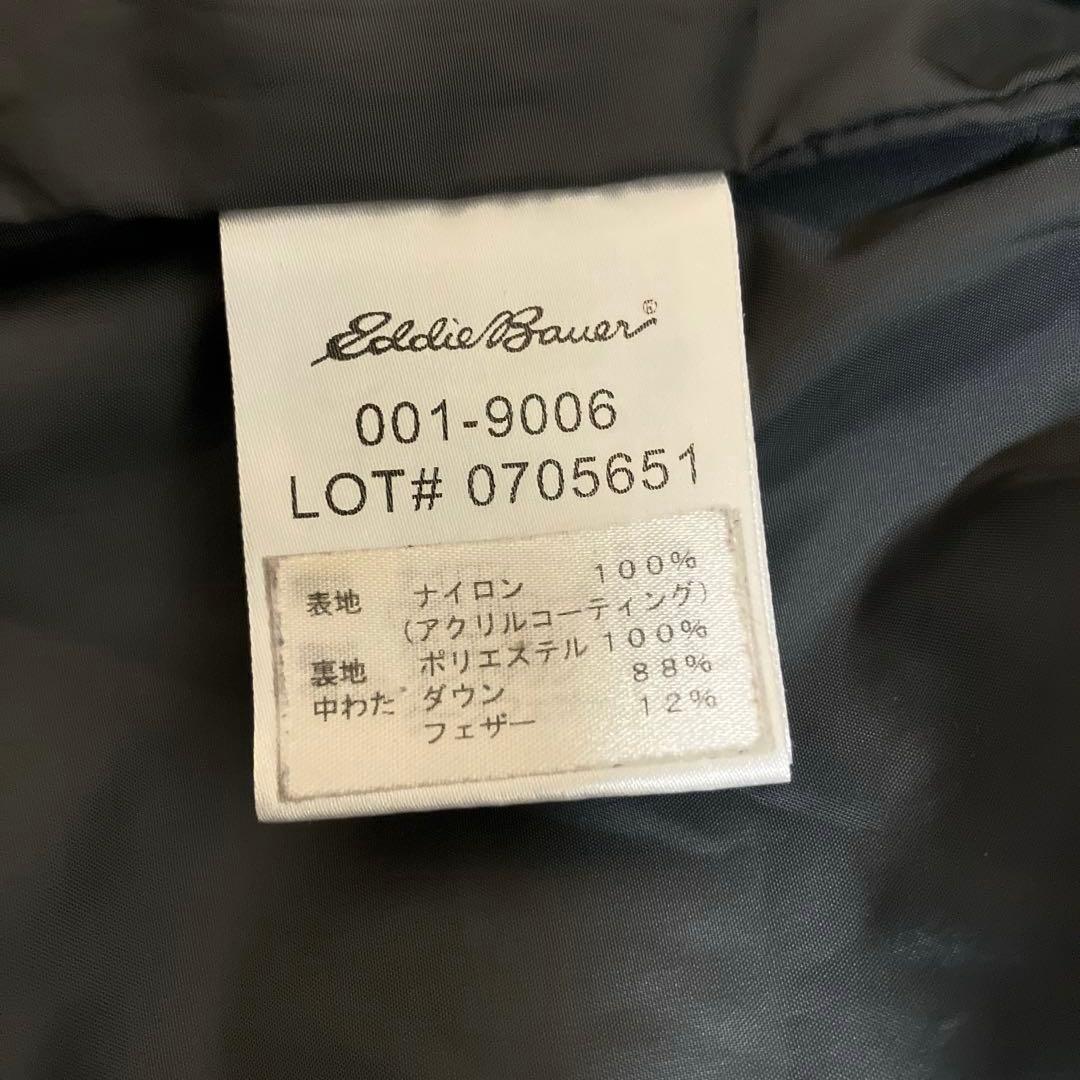 Eddie Bauer®
001-9006
LOT# 0705651
表地 ナイロン 100%
(アクリルコーティング)
裏地 ポリエステル 100%
中わた ダウン 88%
フェザー 12%